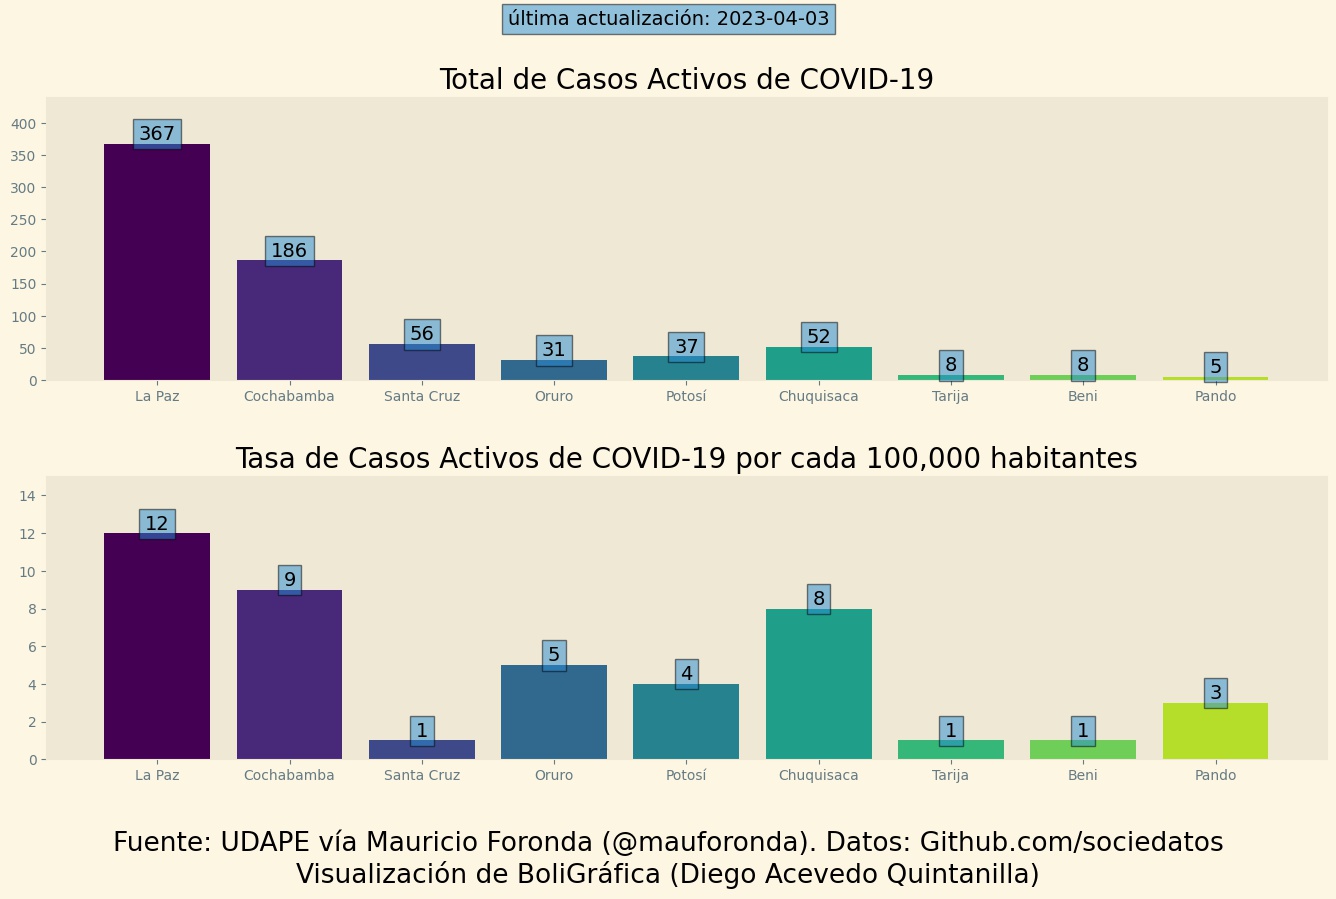 última actualización: 2023-04-03
Total de Casos Activos de COVID-19
400
350
300
250
200
150
100
50
0
367
186
56
31
37
52
8
8
5
La Paz
Cochabamba
Santa Cruz
Oruro
Potosí
Chuquisaca
Tarija
Beni
Pando
Tasa de Casos Activos de COVID-19 por cada 100,000 habitantes
14
12
10
8
6
4
2
0
12
9
1
5
4
8
1
1
3
La Paz
Cochabamba
Santa Cruz
Oruro
Potosí
Chuquisaca
Tarija
Beni
Pando
Fuente: UDAPE vía Mauricio Foronda (@mauforonda). Datos: Github.com/sociedatos
Visualización de BoliGráfica (Diego Acevedo Quintanilla)